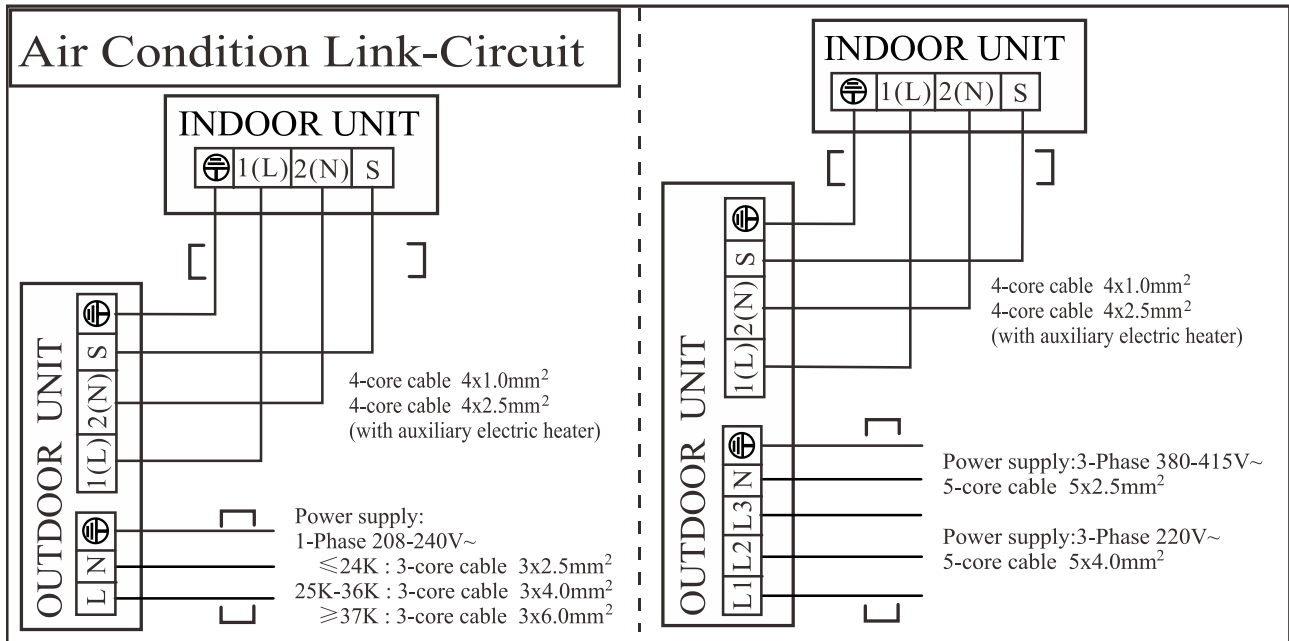 Air Condition Link-Circuit
INDOOR UNIT
1(L) 2(N) S
OUTDOOR UNIT
S
2(N)
1(L)
N
L
4-core cable 4x1.0mm²
4-core cable 4x2.5mm²
(with auxiliary electric heater)
Power supply:
1-Phase 208-240V~
≤24K : 3-core cable 3x2.5mm²
25K-36K : 3-core cable 3x4.0mm²
≥37K : 3-core cable 3x6.0mm²
INDOOR UNIT
1(L) 2(N) S
OUTDOOR UNIT
S
2(N)
1(L)
N
L3
L2
L1
4-core cable 4x1.0mm²
4-core cable 4x2.5mm²
(with auxiliary electric heater)
Power supply:3-Phase 380-415V~
5-core cable 5x2.5mm²
Power supply:3-Phase 220V~
5-core cable 5x4.0mm²